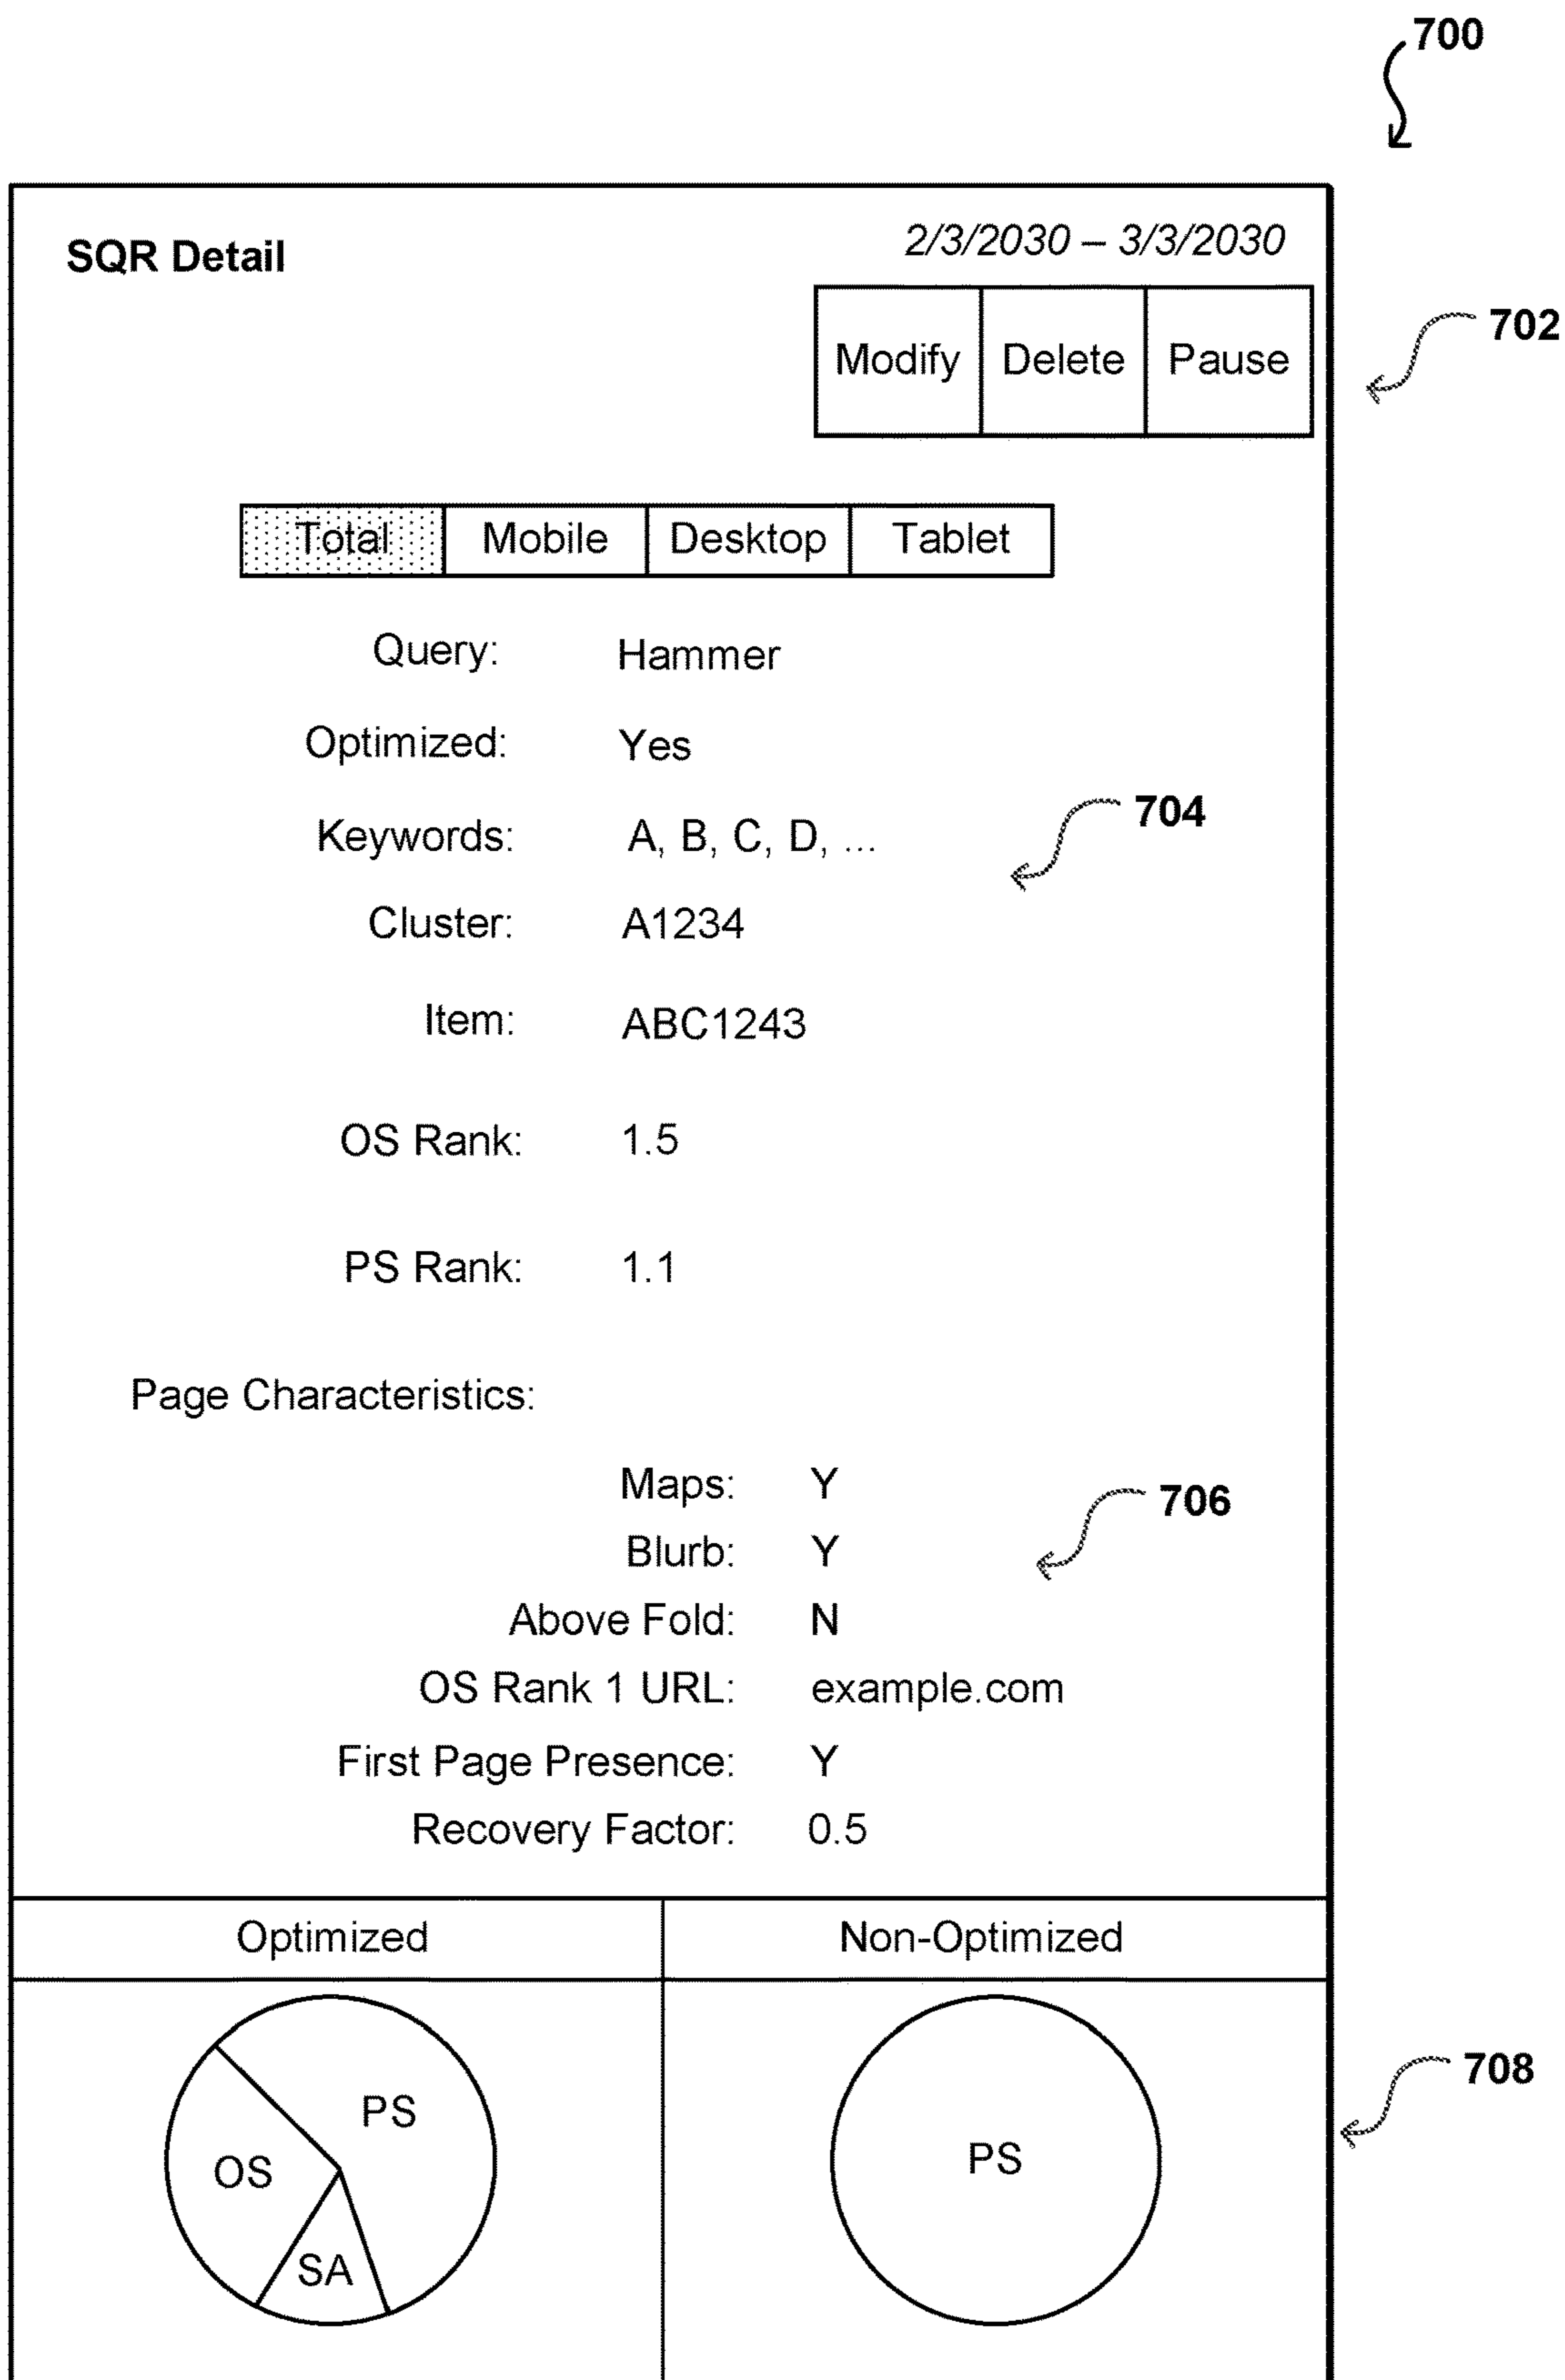 700
SQR Detail
2/3/2030 – 3/3/2030
Modify Delete Pause
702
Total Mobile Desktop Tablet
Query: Hammer
Optimized: Yes
704
Keywords: A, B, C, D, ...
Cluster: A1234
Item: ABC1243
OS Rank: 1.5
PS Rank: 1.1
Page Characteristics:
Maps: Y
706
Blurb: Y
Above Fold: N
OS Rank 1 URL: example.com
First Page Presence: Y
Recovery Factor: 0.5
Optimized Non-Optimized
708
PS
OS
SA
PS